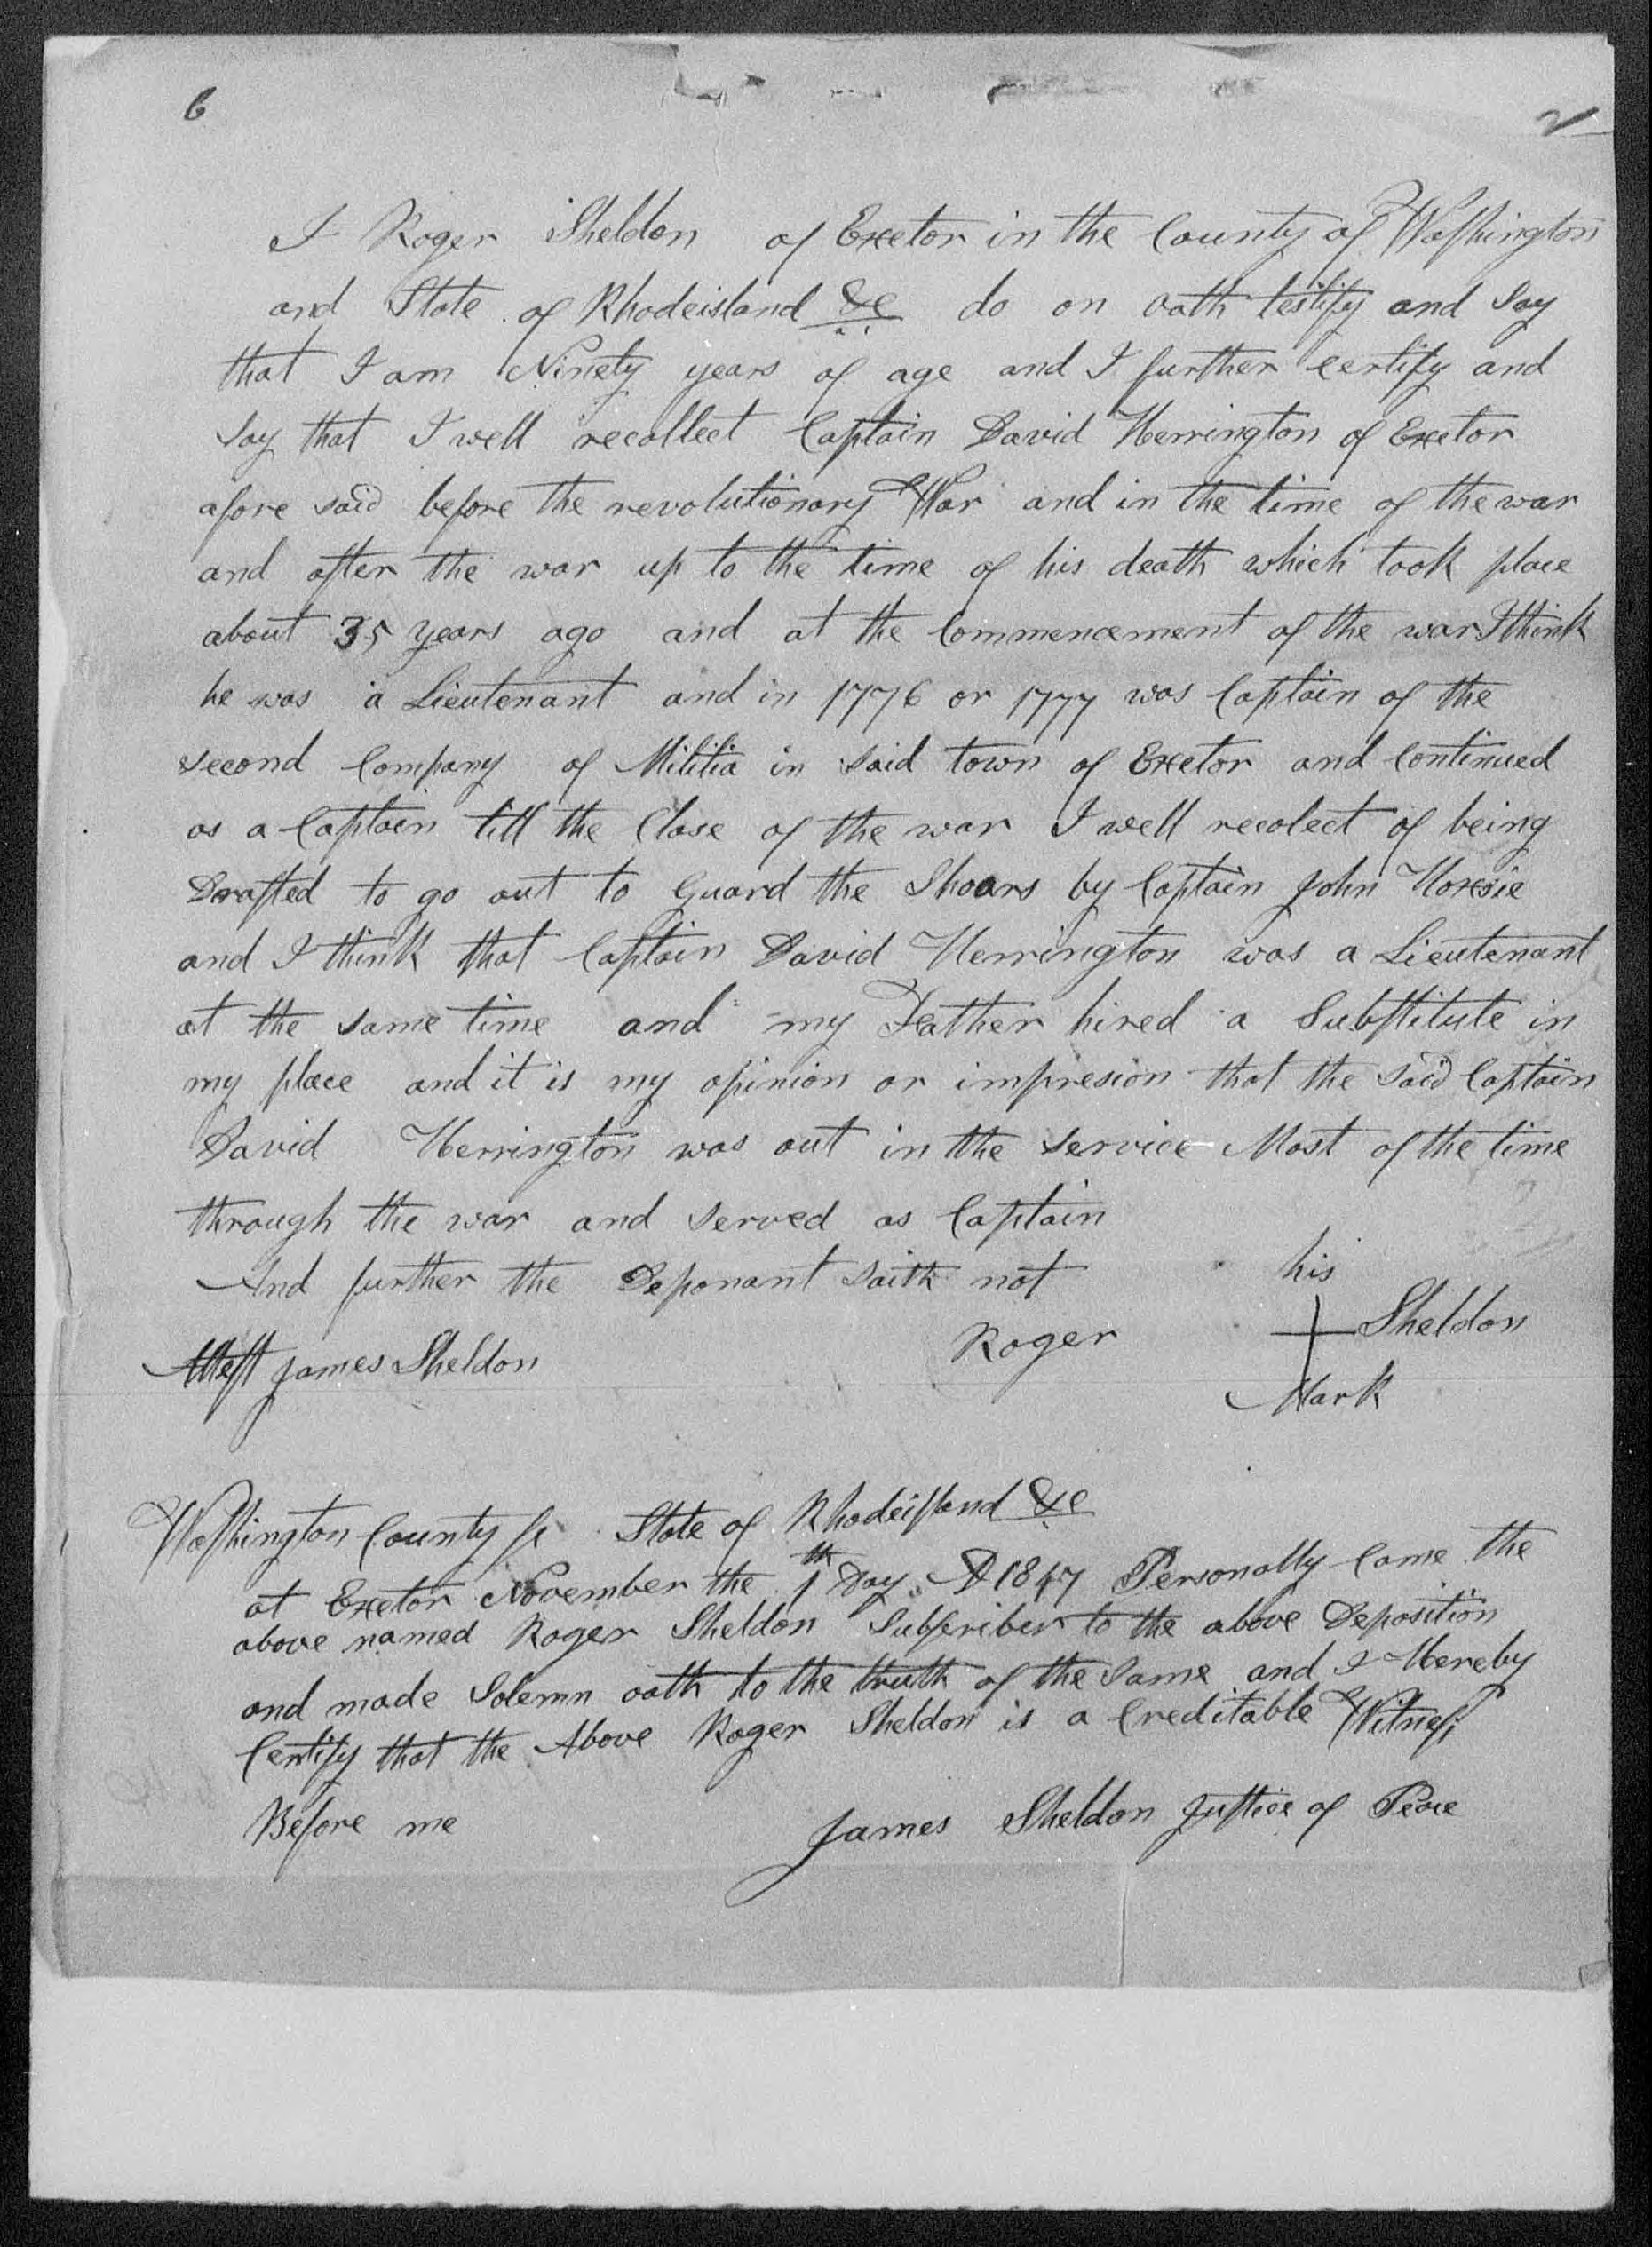 6
2
I Roger Sheldon of Exetor in the County of Washington
and State of Rhodeisland &c do on oath testify and Say
that I am Ninety years of age and I further certify and
Say that I well recollect Captain David Herrington of Exetor
afore said before the revolutionary War and in the time of the war
and after the war up to the time of his death which took place
about 35 years ago and at the Commencement of the war I think
he was a Lieutenant and in 1776 or 1777 was Captain of the
second Company of Militia in said town of Exetor and Continued
as a Captain till the Close of the war I well recolect of being
Drafted to go out to Guard the Shoars by Captain John Hoxsie
and I think that Captain David Herrington was a Lieutenant
at the same time and my Father hired a Substitute in
my place and it is my opinion or impresion that the said Captain
David Herrington was out in the service Most of the time
through the war and served as Captain
And further the Deponant saith not
his
Roger + Sheldon
Mark
Attest James Sheldon
Washington County ss State of Rhodeisland &c
at Exetor November the 1th Day AD 1847 Personally Came the
above named Roger Sheldon Subscriber to the above Deposition
and made Solemn oath to the truth of the Same and I Hereby
Certify that the Above Roger Sheldon is a Creditable Witness
Before me James Sheldon Justice of Peace